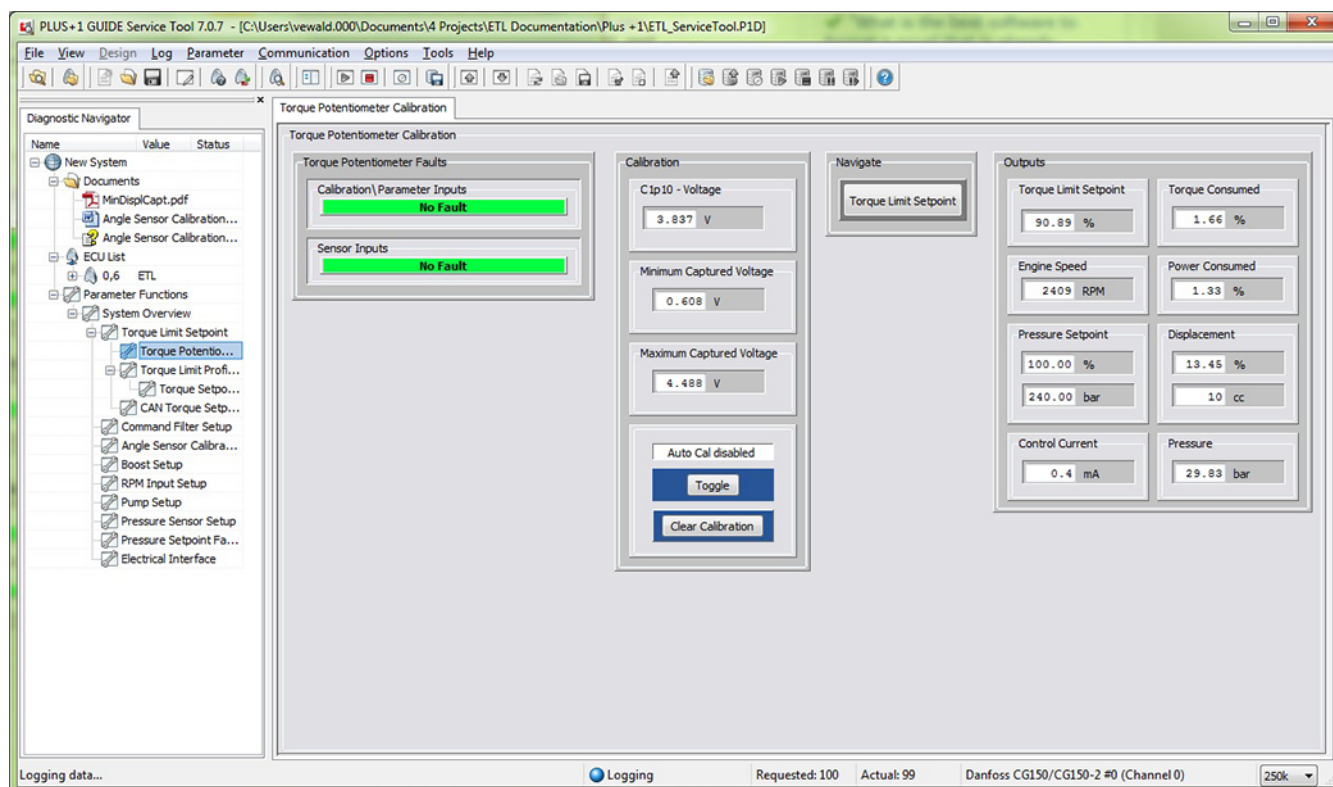 PLUS+1 GUIDE Service Tool 7.0.7 - [C:\Users\vewald.000\Documents\4 Projects\ETL Documentation\Plus +1\ETL_ServiceTool.P1D]
File View Design Log Parameter Communication Options Tools Help
Diagnostic Navigator
Name Value Status
New System
Documents
MinDisplCapt.pdf
Angle Sensor Calibration...
Angle Sensor Calibration...
ECU List
0,6 ETL
Parameter Functions
System Overview
Torque Limit Setpoint
Torque Potentio...
Torque Limit Profi...
Torque Setpo...
CAN Torque Setp...
Command Filter Setup
Angle Sensor Calibra...
Boost Setup
RPM Input Setup
Pump Setup
Pressure Sensor Setup
Pressure Setpoint Fa...
Electrical Interface
Torque Potentiometer Calibration
Torque Potentiometer Calibration
Torque Potentiometer Faults
Calibration\Parameter Inputs
No Fault
Sensor Inputs
No Fault
Calibration
C1p10 - Voltage
3.837 V
Minimum Captured Voltage
0.608 V
Maximum Captured Voltage
4.488 V
Auto Cal disabled
Toggle
Clear Calibration
Navigate
Torque Limit Setpoint
Outputs
Torque Limit Setpoint
90.89 %
Torque Consumed
1.66 %
Engine Speed
2409 RPM
Power Consumed
1.33 %
Pressure Setpoint
100.00 %
240.00 bar
Displacement
13.45 %
10 cc
Control Current
0.4 mA
Pressure
29.83 bar
Logging data...
Logging
Requested: 100
Actual: 99
Danfoss CG150/CG150-2 #0 (Channel 0)
250k